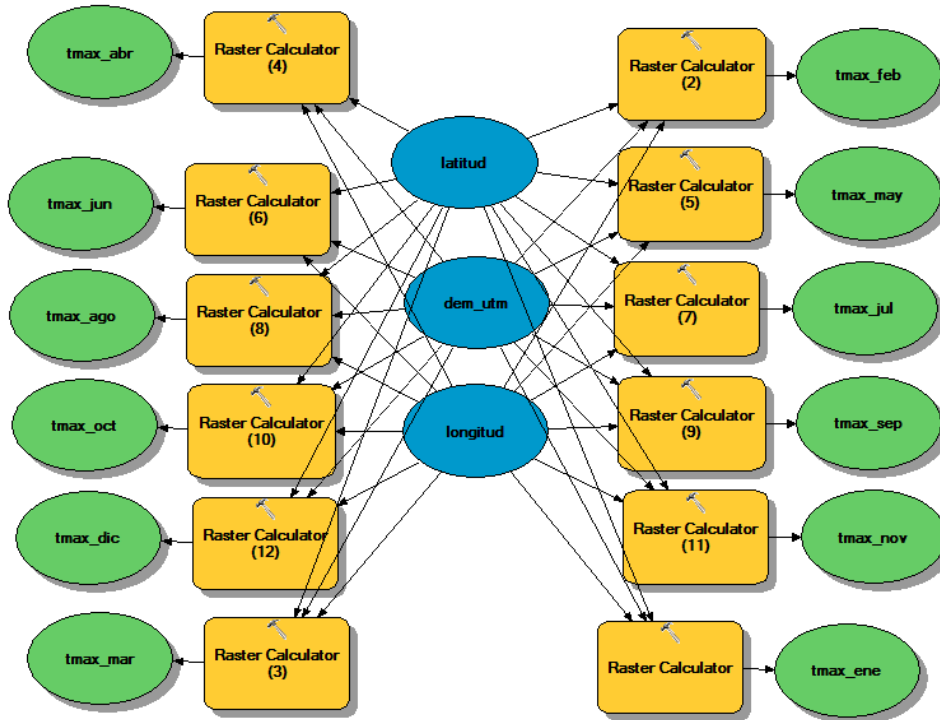 tmax_abr
Raster Calculator
(4)
Raster Calculator
(2)
tmax_feb
latitud
tmax_jun
Raster Calculator
(6)
Raster Calculator
(5)
tmax_may
tmax_ago
Raster Calculator
(8)
dem_utm
Raster Calculator
(7)
tmax_jul
tmax_oct
Raster Calculator
(10)
longitud
Raster Calculator
(9)
tmax_sep
tmax_dic
Raster Calculator
(12)
Raster Calculator
(11)
tmax_nov
tmax_mar
Raster Calculator
(3)
Raster Calculator
tmax_ene